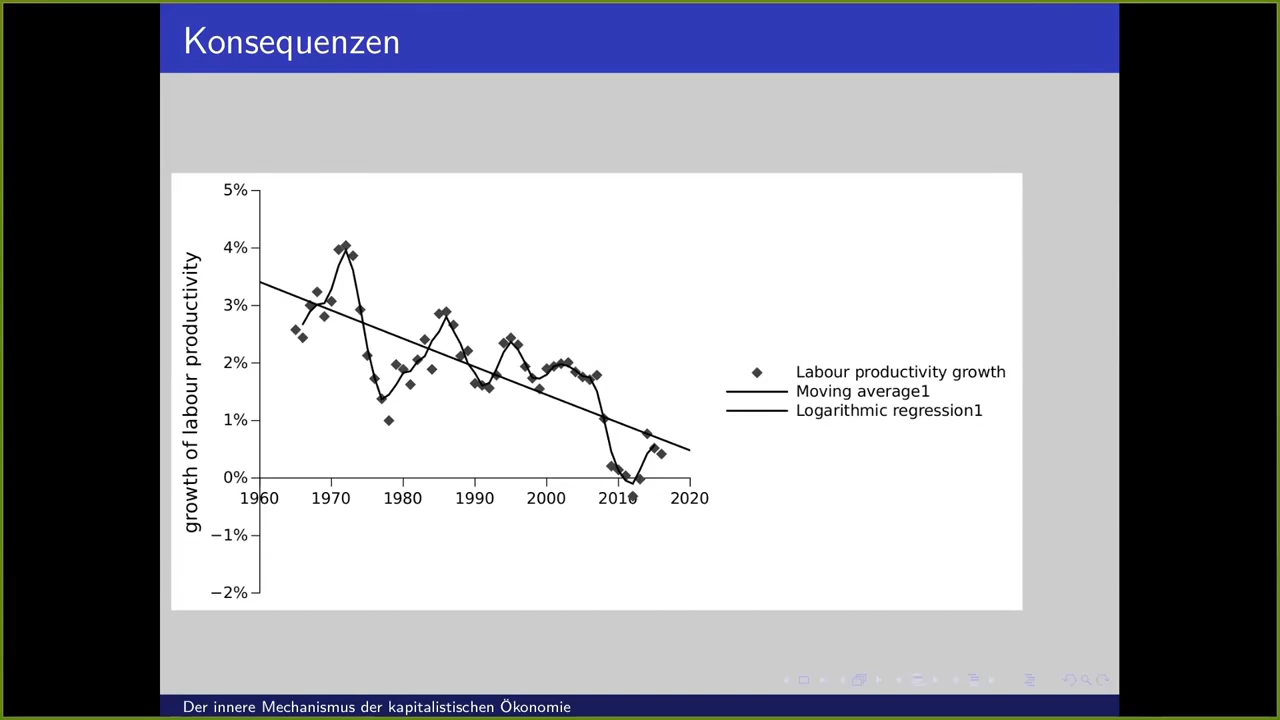 Konsequenzen
growth of labour productivity
5%
4%
3%
2%
1%
0%
−1%
−2%
1960 1970 1980 1990 2000 2010 2020
Labour productivity growth
Moving average1
Logarithmic regression1
Der innere Mechanismus der kapitalistischen Ökonomie